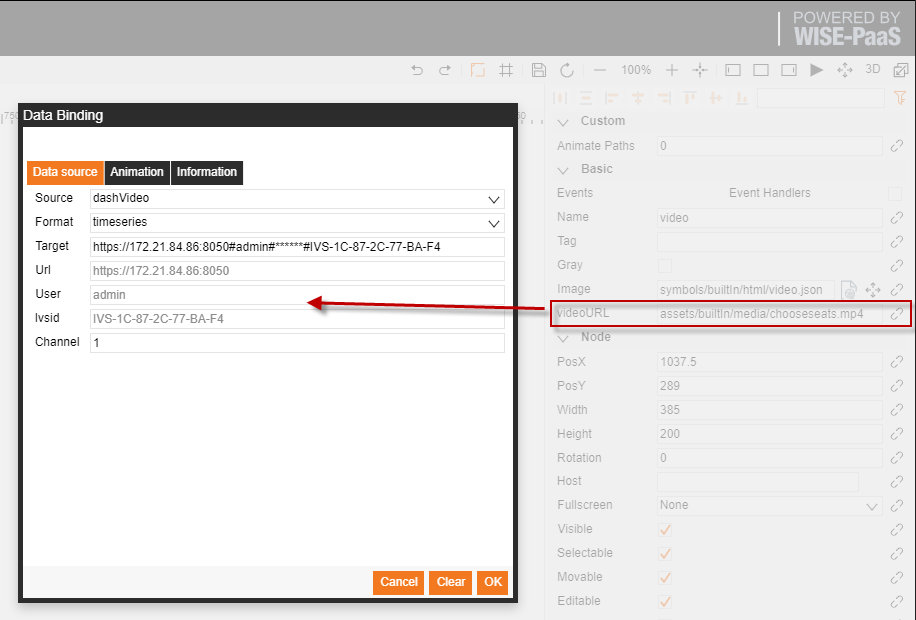 POWERED BY
WISE-PaaS
100%
3D
Data Binding
Data source Animation Information
Source dashVideo
Format timeseries
Target https://172.21.84.86:8050#admin#******#IVS-1C-87-2C-77-BA-F4
Url https://172.21.84.86:8050
User admin
Ivsid IVS-1C-87-2C-77-BA-F4
Channel 1
Cancel Clear OK
Custom
Animate Paths 0
Basic
Events Event Handlers
Name video
Tag
Gray
Image symbols/builtIn/html/video.json
videoURL assets/builtIn/media/chooseseats.mp4
Node
PosX 1037.5
PosY 289
Width 385
Height 200
Rotation 0
Host
Fullscreen None
Visible
Selectable
Movable
Editable